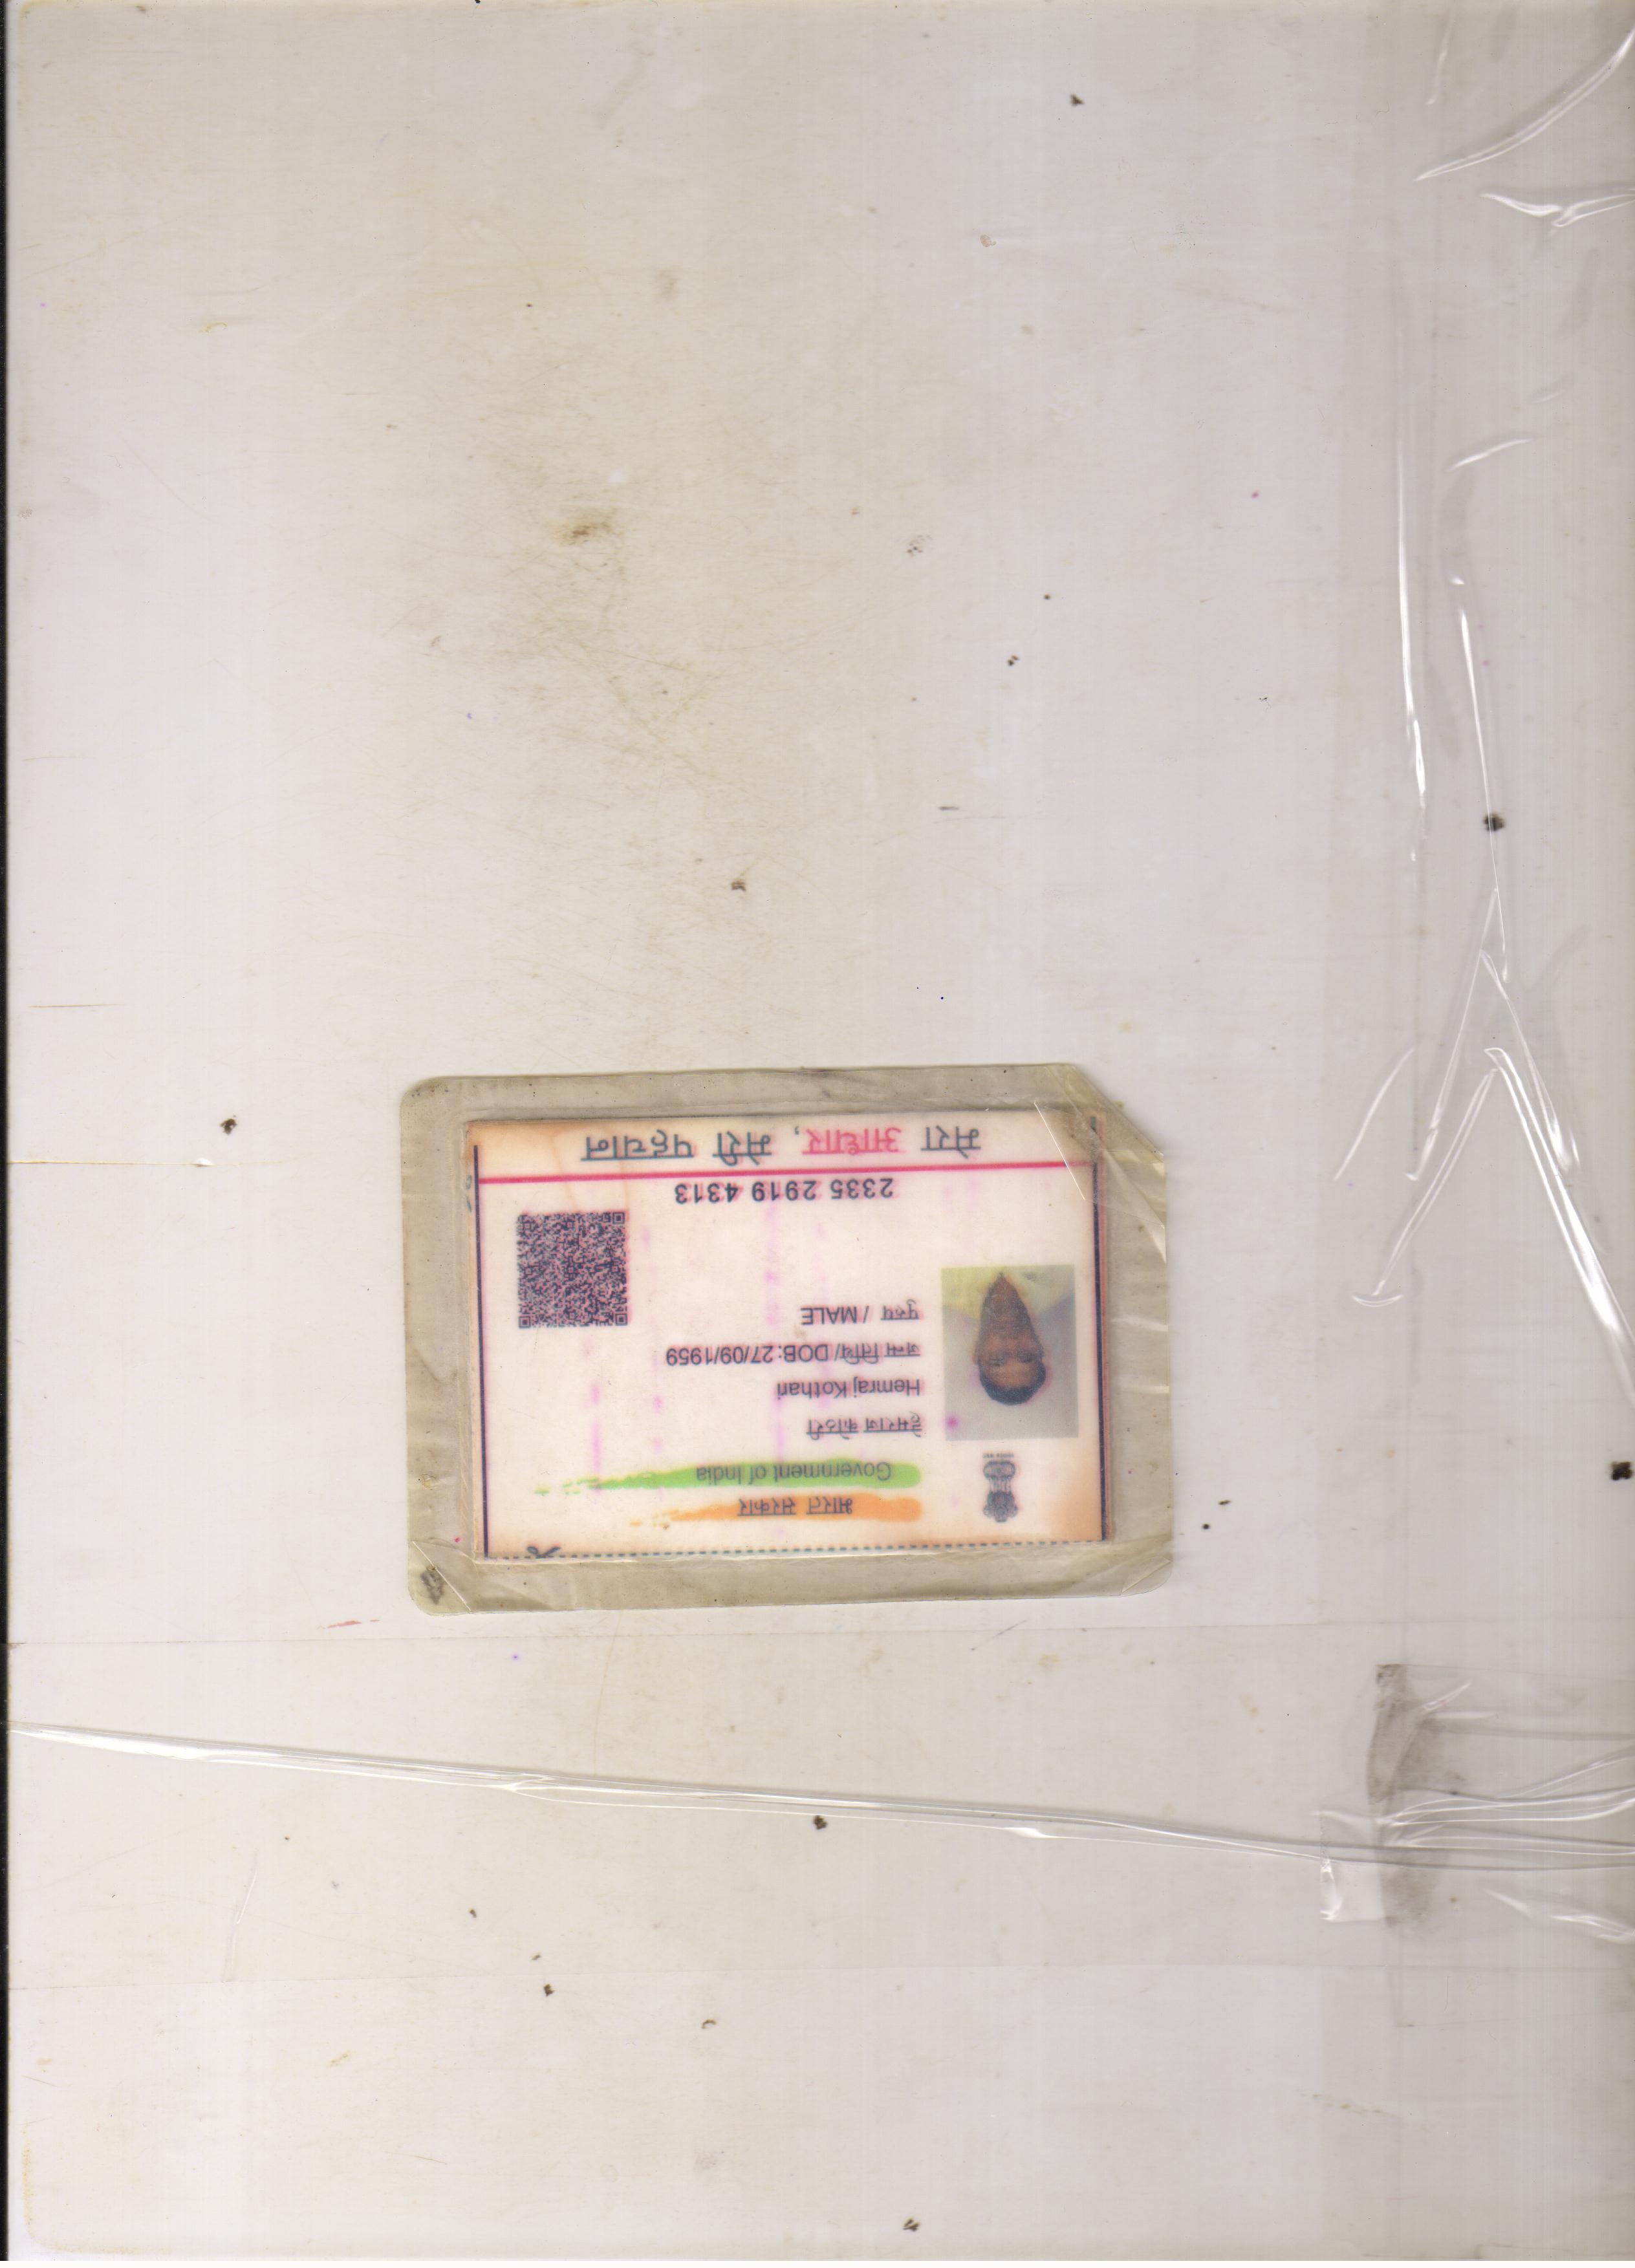 भारत सरकार
Government of India
हेमराज कोठारी
Hemraj Kothari
जन्म तिथि/ DOB: 27/09/1959
पुरुष / MALE
2335 2919 4313
मेरा आधार, मेरी पहचान